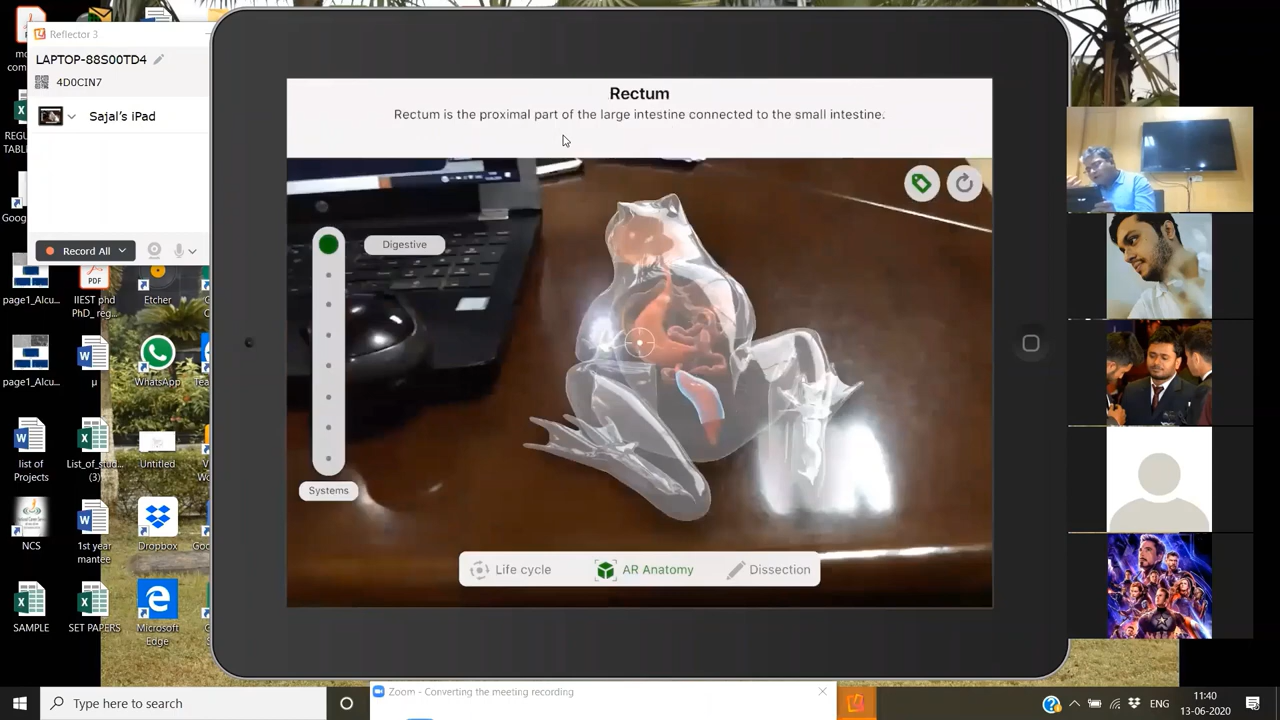 Reflector 3
LAPTOP-88S00TD4
4D0CIN7
Sajal's iPad
Record All
Rectum
Rectum is the proximal part of the large intestine connected to the small intestine.
Digestive
Systems
Life cycle
AR Anatomy
Dissection
page1_Alcu...
IIEST phd
PhD_ reg...
Etcher
PDF
page1_Alcu...
µ
WhatsApp
list of
Projects
List_of_stud...
(3)
Untitled
NCS
1st year
mantee
Dropbox
SAMPLE
SET PAPERS
Microsoft
Edge
Zoom - Converting the meeting recording
Type here to search
ENG
11:40
13-06-2020